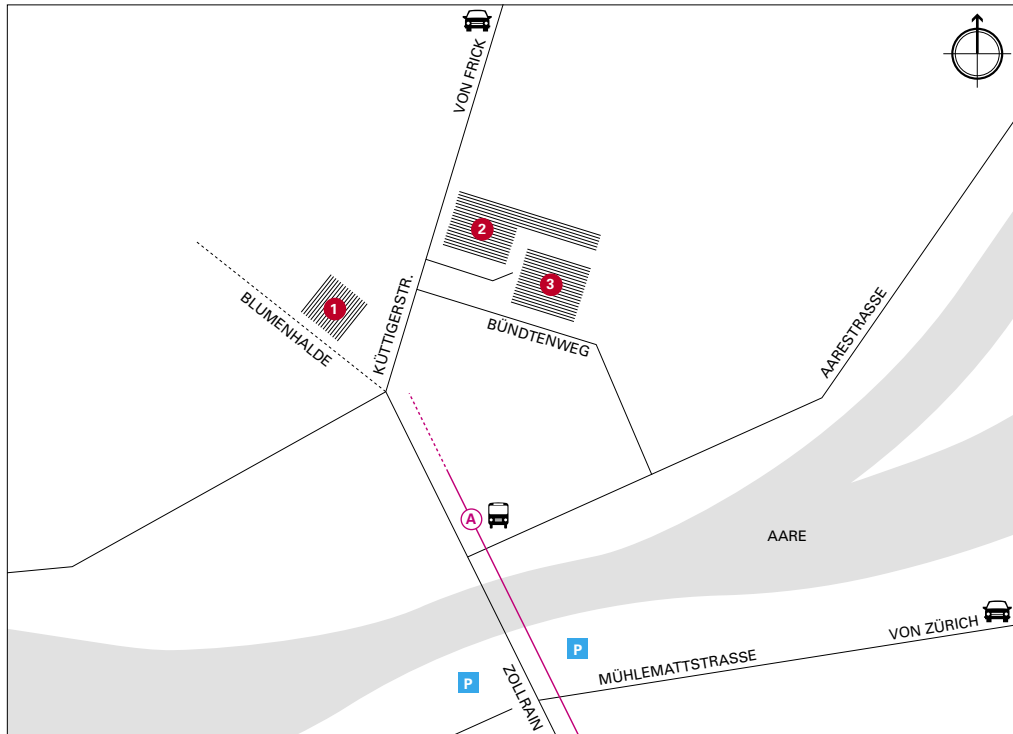 VON FRICK
2
3
1
KÜTTIGERSTR.
BLUMENHALDE
BÜNDTENWEG
AARESTRASSE
A
AARE
VON ZÜRICH
P
MÜHLEMATTSTRASSE
P
ZOLLRAIN